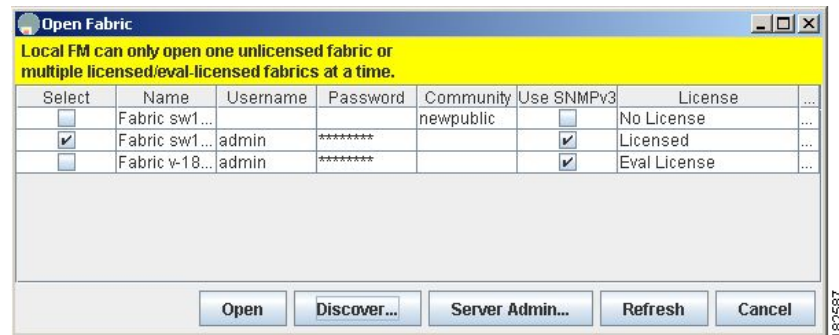 Open Fabric
Local FM can only open one unlicensed fabric or
multiple licensed/eval-licensed fabrics at a time.
Select Name Username Password Community Use SNMPv3 License ...
Fabric sw1... newpublic No License ...
Fabric sw1... admin ******** Licensed ...
Fabric v-18... admin ******** Eval License ...
Open Discover... Server Admin... Refresh Cancel